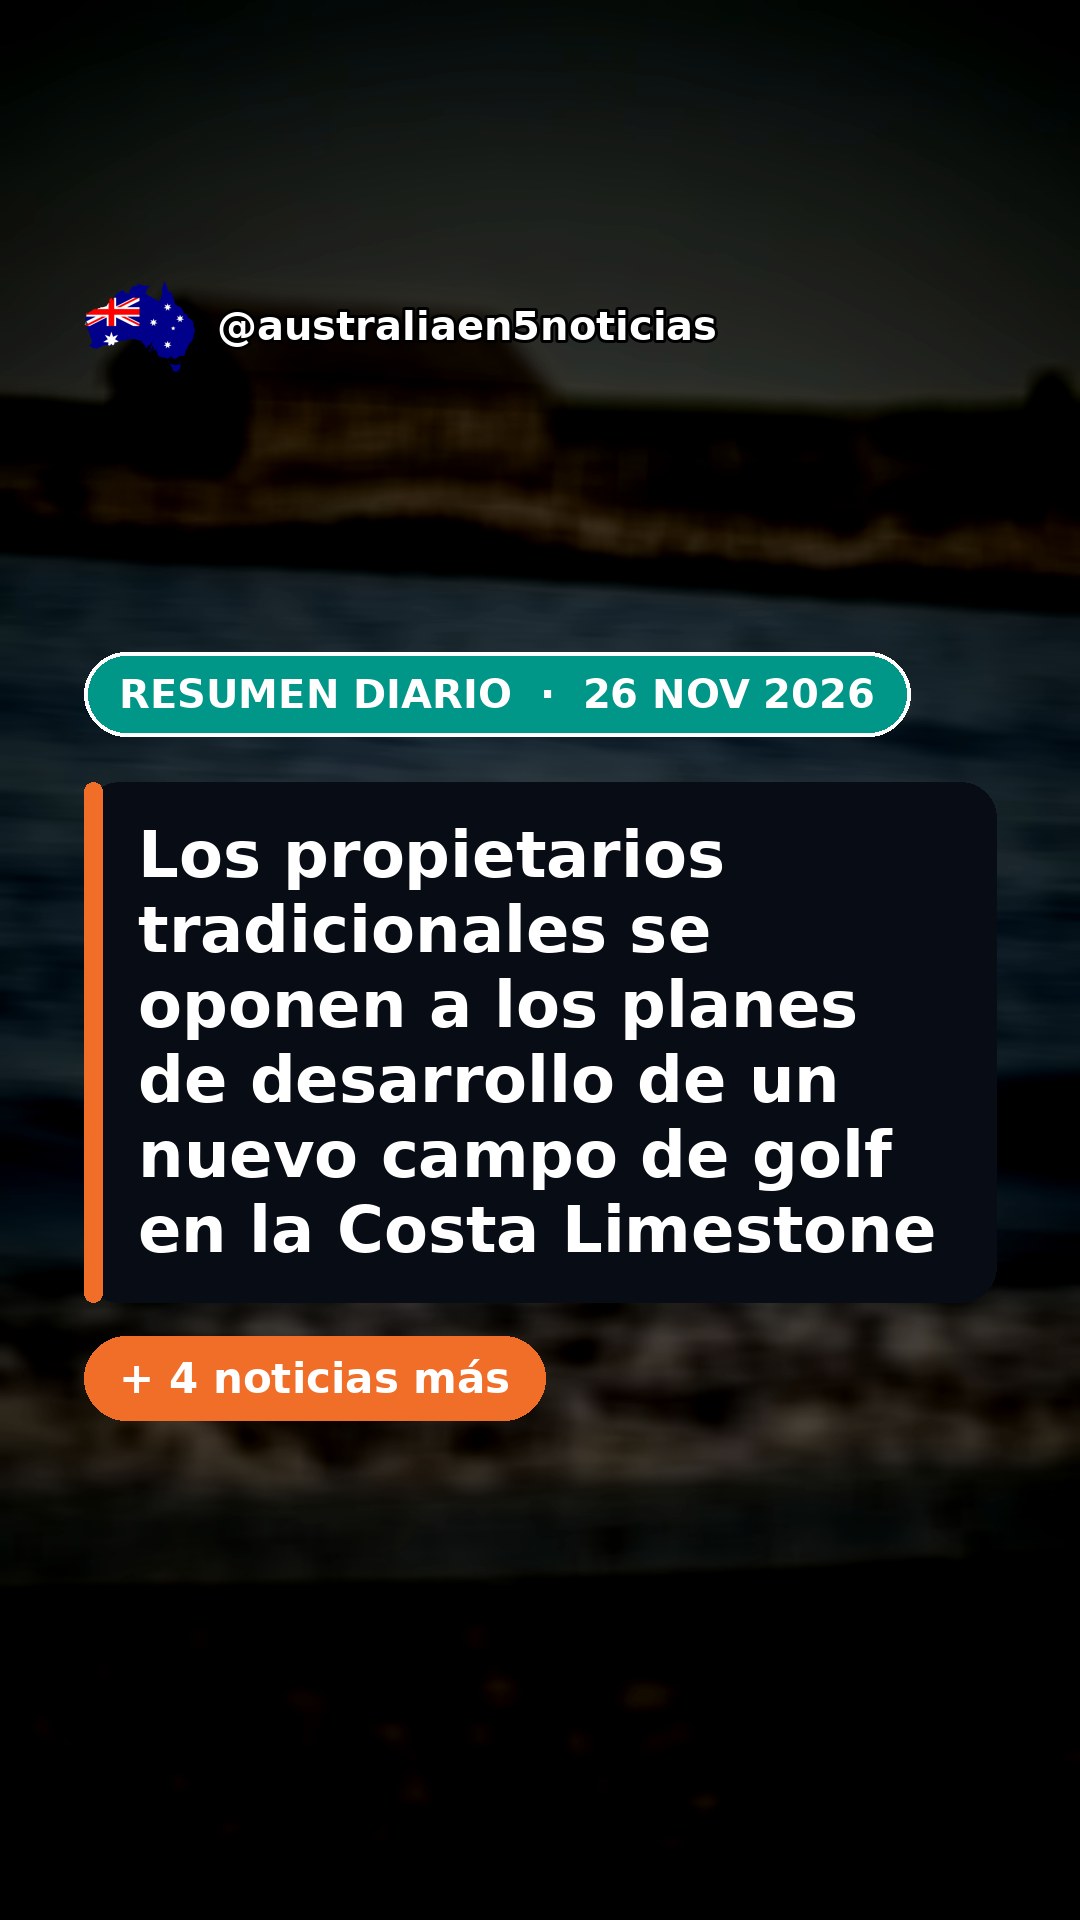 @australiaen5noticias
RESUMEN DIARIO · 26 NOV 2026
Los propietarios
tradicionales se
oponen a los planes
de desarrollo de un
nuevo campo de golf
en la Costa Limestone
+ 4 noticias más